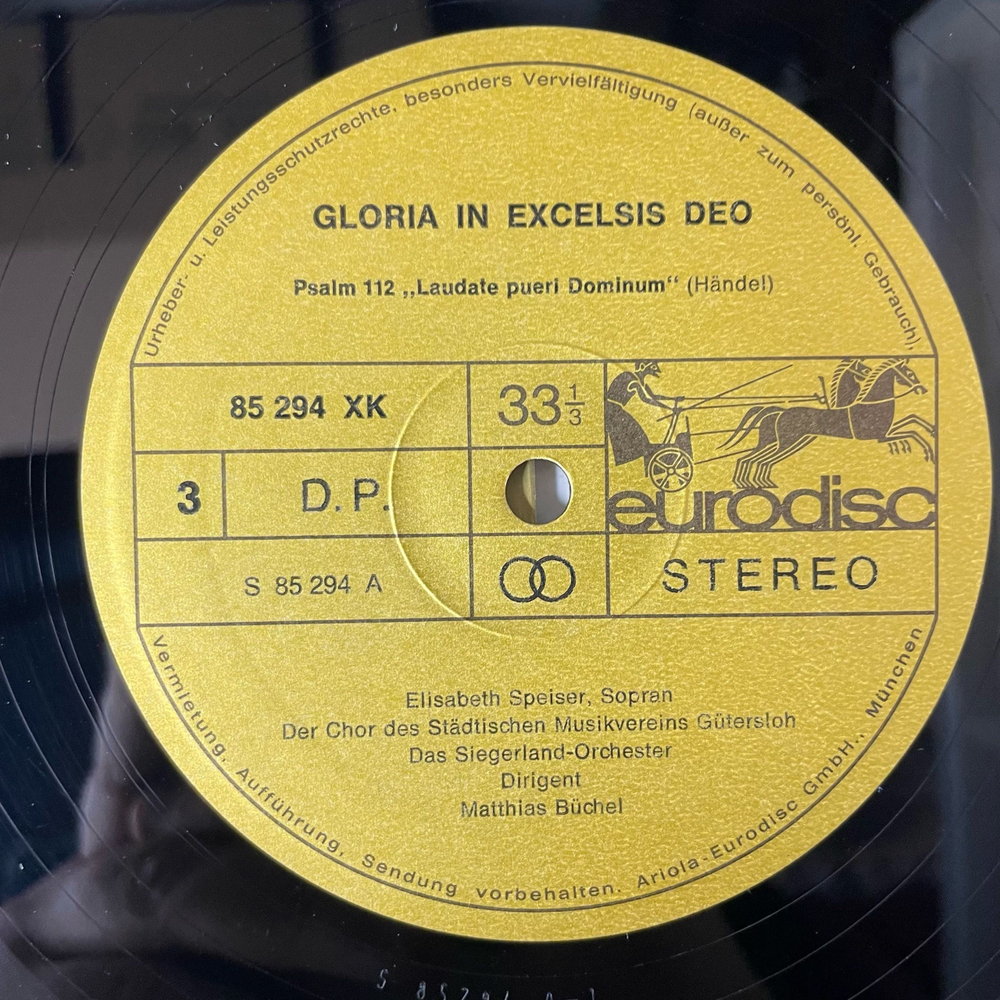 Urheber- u. Leistungsschutzrechte, besonders Vervielfältigung (außer zum persönl. Gebrauch),
GLORIA IN EXCELSIS DEO
Psalm 112 „Laudate pueri Dominum“ (Händel)
85 294 XK
33 1/3
3
D.P.
eurodisc
S 85 294 A
STEREO
Elisabeth Speiser, Sopran
Der Chor des Städtischen Musikvereins Gütersloh
Das Siegerland-Orchester
Dirigent
Matthias Büchel
Vermietung, Aufführung, Sendung vorbehalten. Ariola-Eurodisc GmbH., München